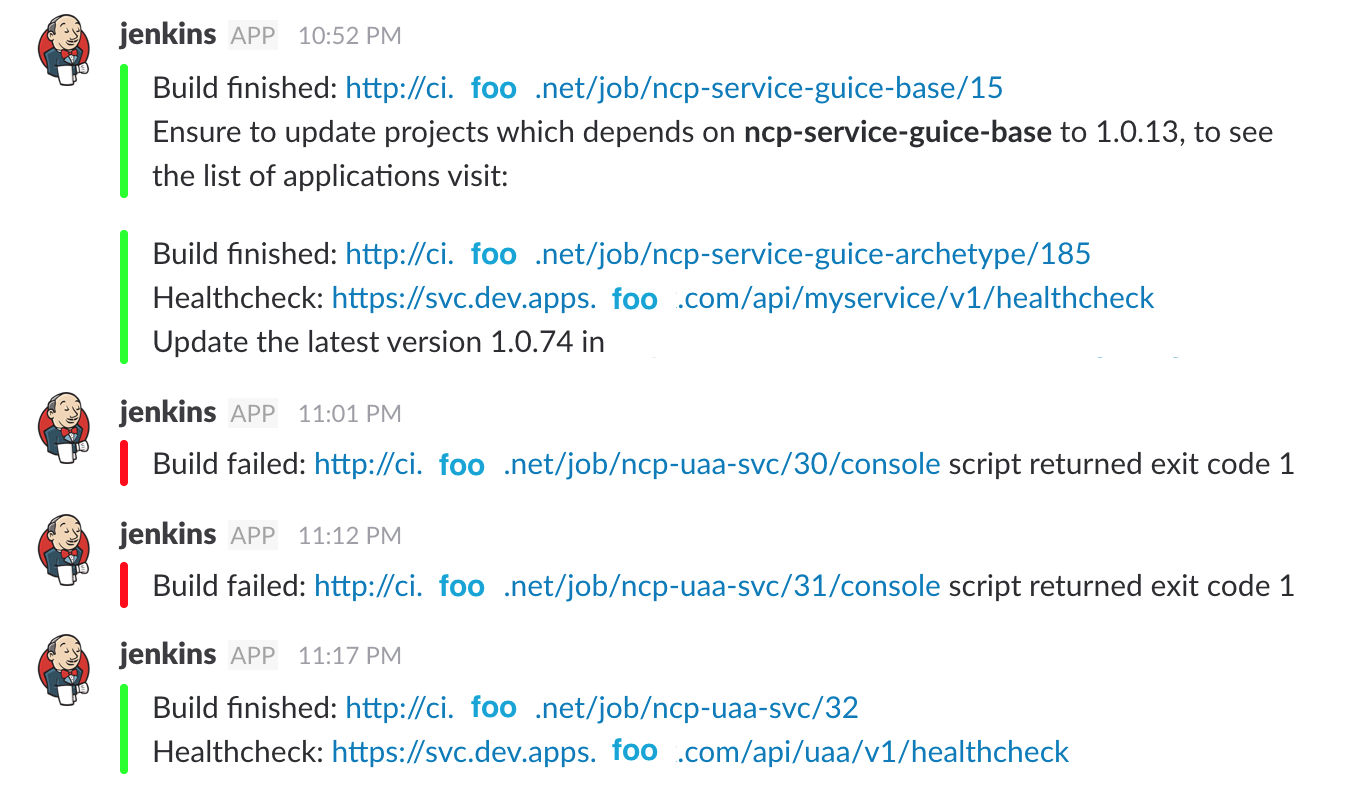 jenkins APP 10:52 PM
Build finished: http://ci. foo .net/job/ncp-service-guice-base/15
Ensure to update projects which depends on ncp-service-guice-base to 1.0.13, to see
the list of applications visit:
Build finished: http://ci. foo .net/job/ncp-service-guice-archetype/185
Healthcheck: https://svc.dev.apps. foo .com/api/myservice/v1/healthcheck
Update the latest version 1.0.74 in
jenkins APP 11:01 PM
Build failed: http://ci. foo .net/job/ncp-uaa-svc/30/console script returned exit code 1
jenkins APP 11:12 PM
Build failed: http://ci. foo .net/job/ncp-uaa-svc/31/console script returned exit code 1
jenkins APP 11:17 PM
Build finished: http://ci. foo .net/job/ncp-uaa-svc/32
Healthcheck: https://svc.dev.apps. foo .com/api/uaa/v1/healthcheck